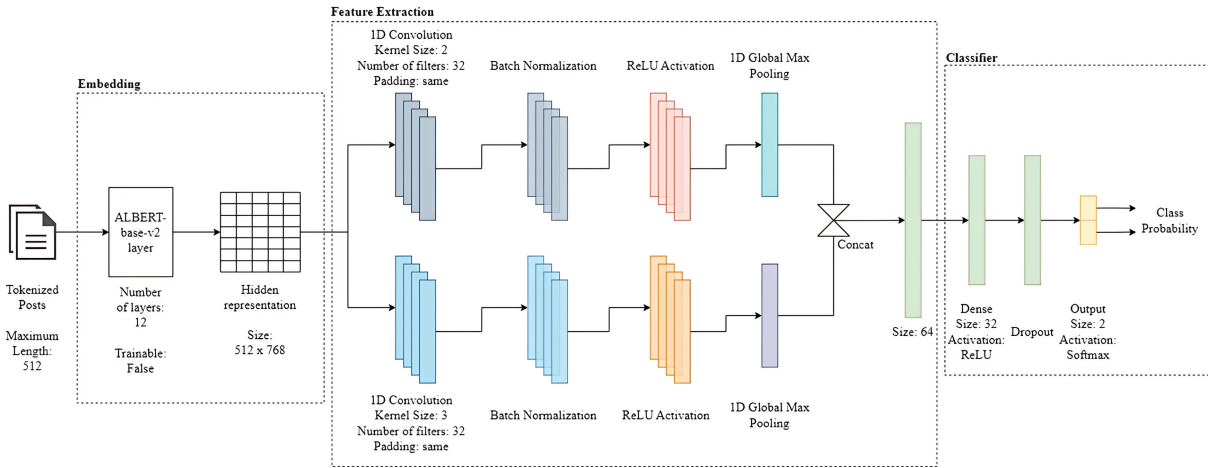 Feature Extraction
1D Convolution
Kernel Size: 2
Number of filters: 32
Padding: same
Batch Normalization
ReLU Activation
1D Global Max
Pooling
Embedding
Classifier
ALBERT-
base-v2
layer
Concat
Class
Probability
Tokenized
Posts
Maximum
Length:
512
Number
of layers:
12
Trainable:
False
Hidden
representation
Size:
512 x 768
Size: 64
Dense
Size: 32
Activation:
ReLU
Dropout
Output
Size: 2
Activation:
Softmax
1D Convolution
Kernel Size: 3
Number of filters: 32
Padding: same
Batch Normalization
ReLU Activation
1D Global Max
Pooling